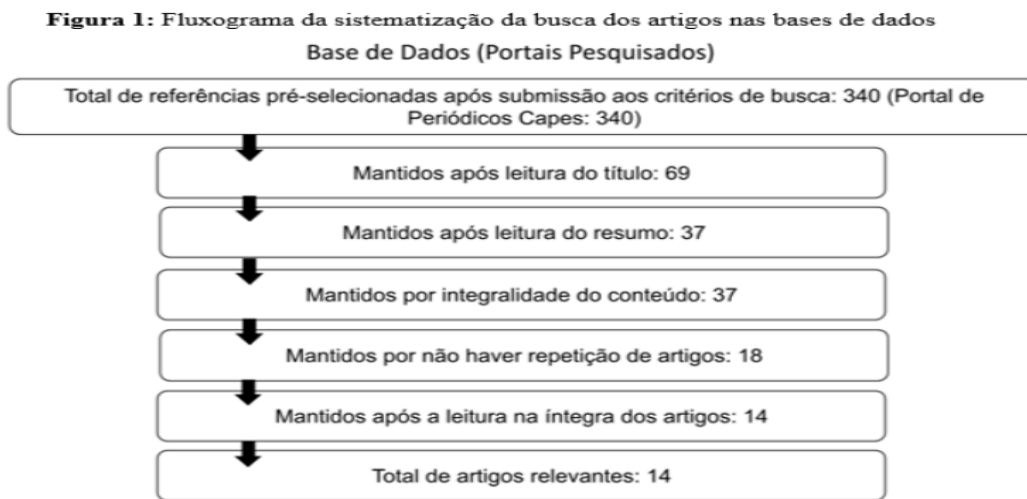 Figura 1: Fluxograma da sistematização da busca dos artigos nas bases de dados
Base de Dados (Portais Pesquisados)
Total de referências pré-selecionadas após submissão aos critérios de busca: 340 (Portal de
Periódicos Capes: 340)
Mantidos após leitura do título: 69
Mantidos após leitura do resumo: 37
Mantidos por integralidade do conteúdo: 37
Mantidos por não haver repetição de artigos: 18
Mantidos após a leitura na íntegra dos artigos: 14
Total de artigos relevantes: 14